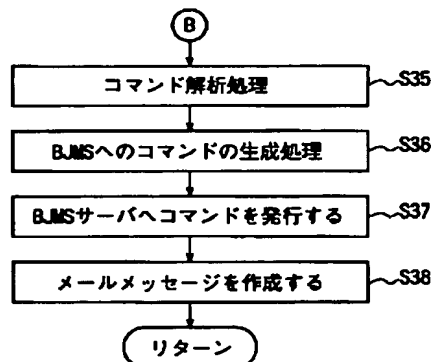 B
コマンド解析処理 S35
BJMSへのコマンドの生成処理 S36
BJMSサーバへコマンドを発行する S37
メールメッセージを作成する S38
リターン